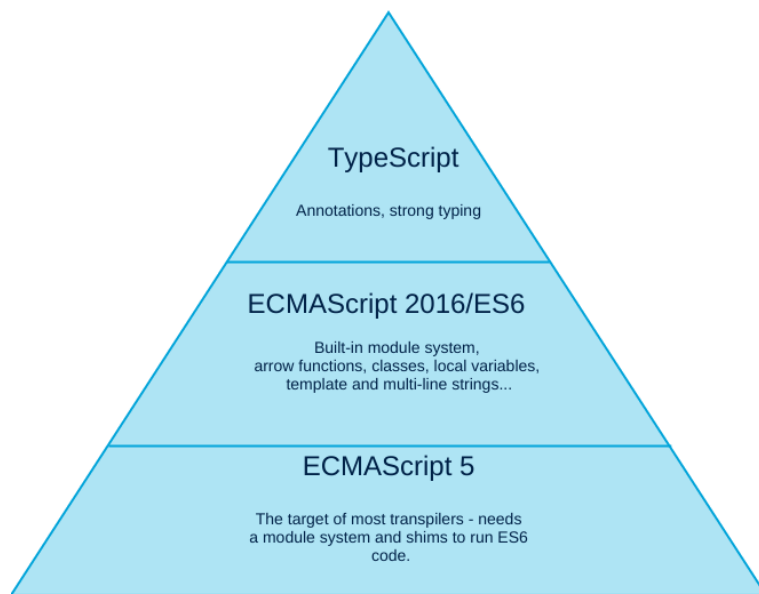 TypeScript
Annotations, strong typing
ECMAScript 2016/ES6
Built-in module system,
arrow functions, classes, local variables,
template and multi-line strings...
ECMAScript 5
The target of most transpilers - needs
a module system and shims to run ES6
code.